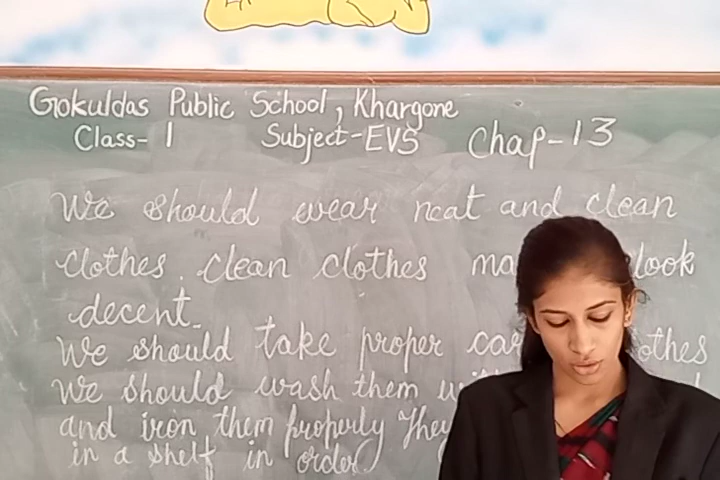 Gokuldas Public School, Khargone
Class-1 Subject-EVS Chap-13
We should wear neat and clean
clothes. clean clothes ma look
decent.
We should take proper car othes
We should wash them wi
and iron them properly They
in a shelf in order.